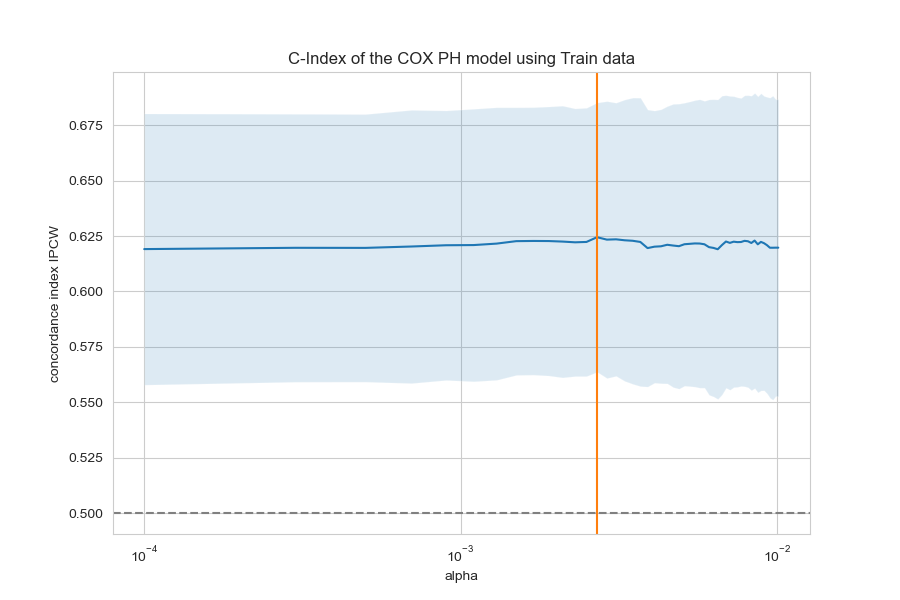 C-Index of the COX PH model using Train data
concordance index IPCW
0.675
0.650
0.625
0.600
0.575
0.550
0.525
0.500
10⁻⁴ 10⁻³ 10⁻²
alpha